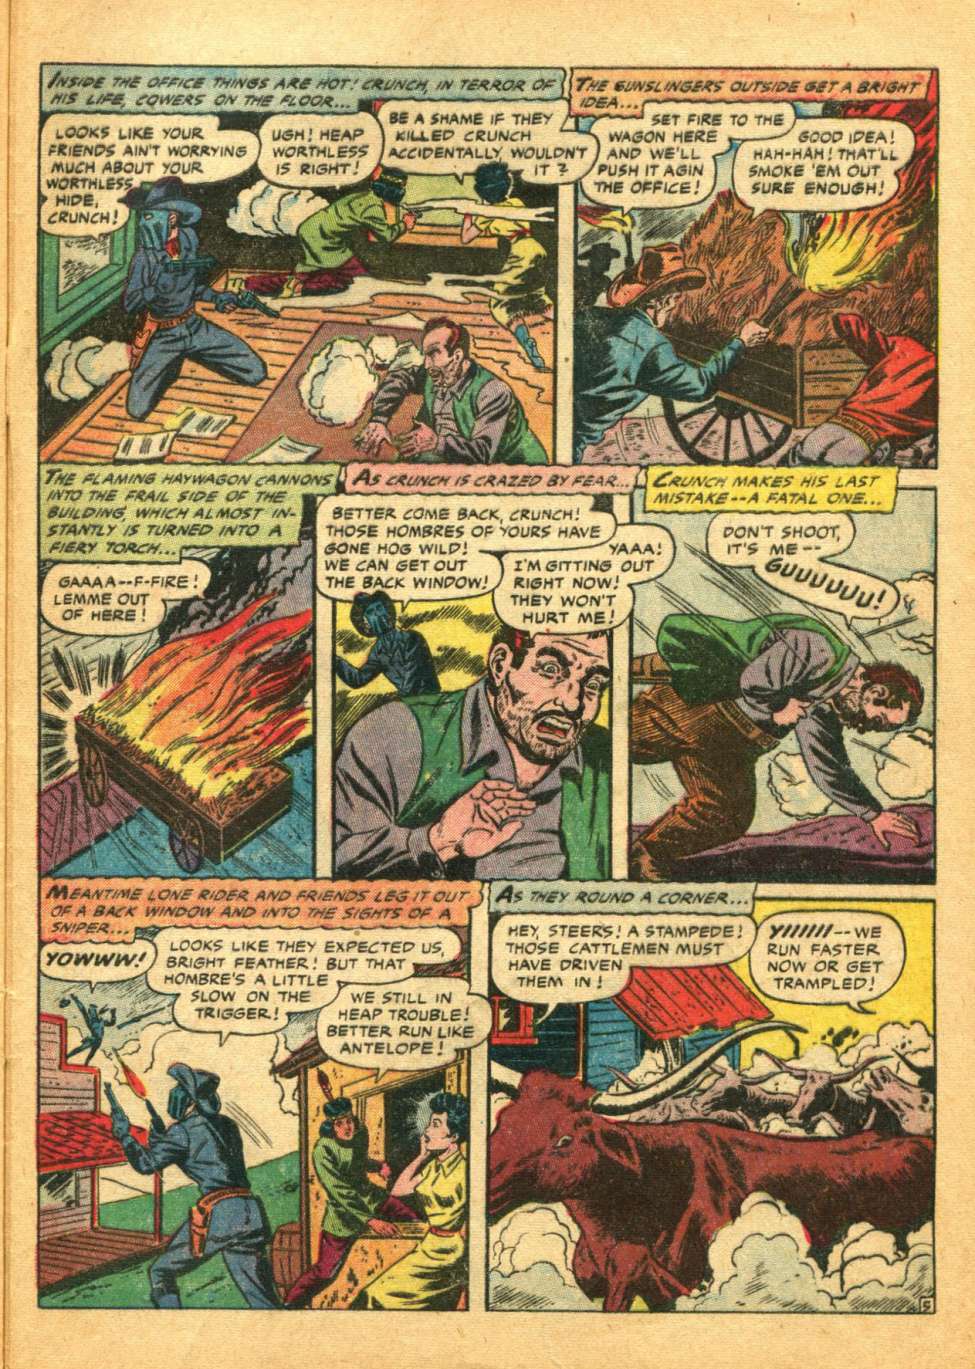 INSIDE THE OFFICE THINGS ARE HOT! CRUNCH, IN TERROR OF
HIS LIFE, COWERS ON THE FLOOR...
LOOKS LIKE YOUR
FRIENDS AIN'T WORRYING
MUCH ABOUT YOUR
WORTHLESS
HIDE,
CRUNCH!
UGH! HEAP
WORTHLESS
IS RIGHT!
BE A SHAME IF THEY
KILLED CRUNCH
ACCIDENTALLY, WOULDN'T
IT?
THE GUNSLINGERS OUTSIDE GET A BRIGHT
IDEA...
SET FIRE TO THE
WAGON HERE
AND WE'LL
PUSH IT AGIN
THE OFFICE!
GOOD IDEA!
HAH-HAH! THAT'LL
SMOKE 'EM OUT
SURE ENOUGH!
THE FLAMING HAYWAGON CANNONS
INTO THE FRAIL SIDE OF THE
BUILDING, WHICH ALMOST IN-
STANTLY IS TURNED INTO A
FIERY TORCH...
GAAAA--F-FIRE!
LEMME OUT
OF HERE!
AS CRUNCH IS CRAZED BY FEAR...
BETTER COME BACK, CRUNCH!
THOSE HOMBRES OF YOURS HAVE
GONE HOG WILD!
WE CAN GET OUT
THE BACK WINDOW!
YAAA!
I'M GITTING OUT
RIGHT NOW!
THEY WON'T
HURT ME!
CRUNCH MAKES HIS LAST
MISTAKE--A FATAL ONE...
DON'T SHOOT,
IT'S ME--
GUUUUUU!
MEANTIME LONE RIDER AND FRIENDS LEG IT OUT
OF A BACK WINDOW AND INTO THE SIGHTS OF A
SNIPER...
YOWWW!
LOOKS LIKE THEY EXPECTED US,
BRIGHT FEATHER! BUT THAT
HOMBRE'S A LITTLE
SLOW ON THE
TRIGGER!
WE STILL IN
HEAP TROUBLE!
BETTER RUN LIKE
ANTELOPE!
AS THEY ROUND A CORNER...
HEY, STEERS! A STAMPEDE!
THOSE CATTLEMEN MUST
HAVE DRIVEN
THEM IN!
YIIIIII--WE
RUN FASTER
NOW OR GET
TRAMPLED!
5